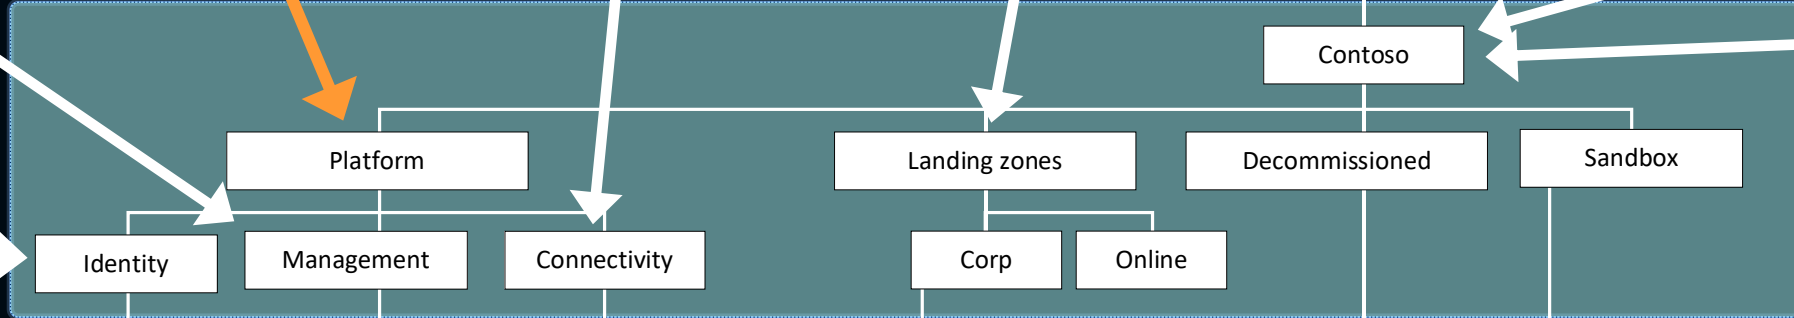 Contoso
Platform
Landing zones
Decommissioned
Sandbox
Identity
Management
Connectivity
Corp
Online